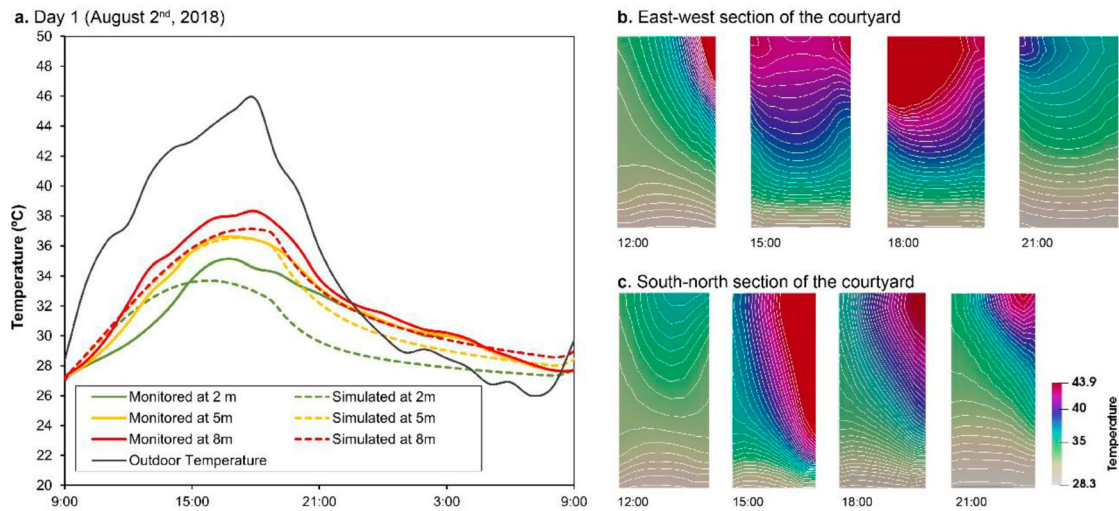 a. Day 1 (August 2nd, 2018)
50
48
46
44
42
40
38
36
34
32
30
28
26
24
22
20
Temperature (ºC)
9:00 15:00 21:00 3:00 9:00
Monitored at 2 m Simulated at 2m
Monitored at 5m Simulated at 5m
Monitored at 8m Simulated at 8m
Outdoor Temperature
b. East-west section of the courtyard
12:00 15:00 18:00 21:00
c. South-north section of the courtyard
12:00 15:00 18:00 21:00
43.9
40
35
28.3
Temperature